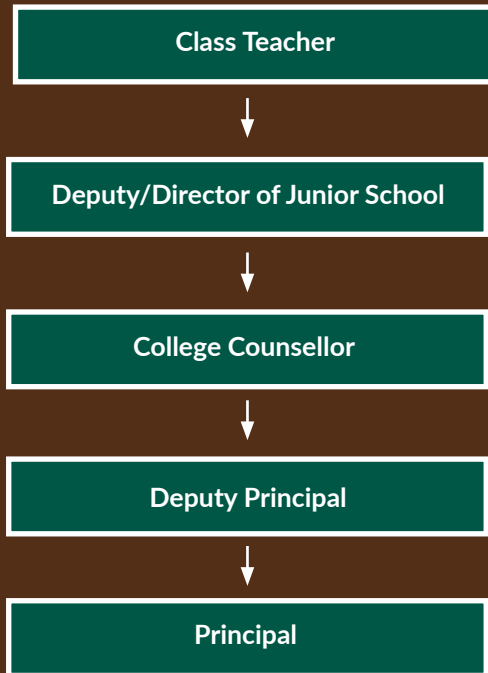 Class Teacher
Deputy/Director of Junior School
College Counsellor
Deputy Principal
Principal